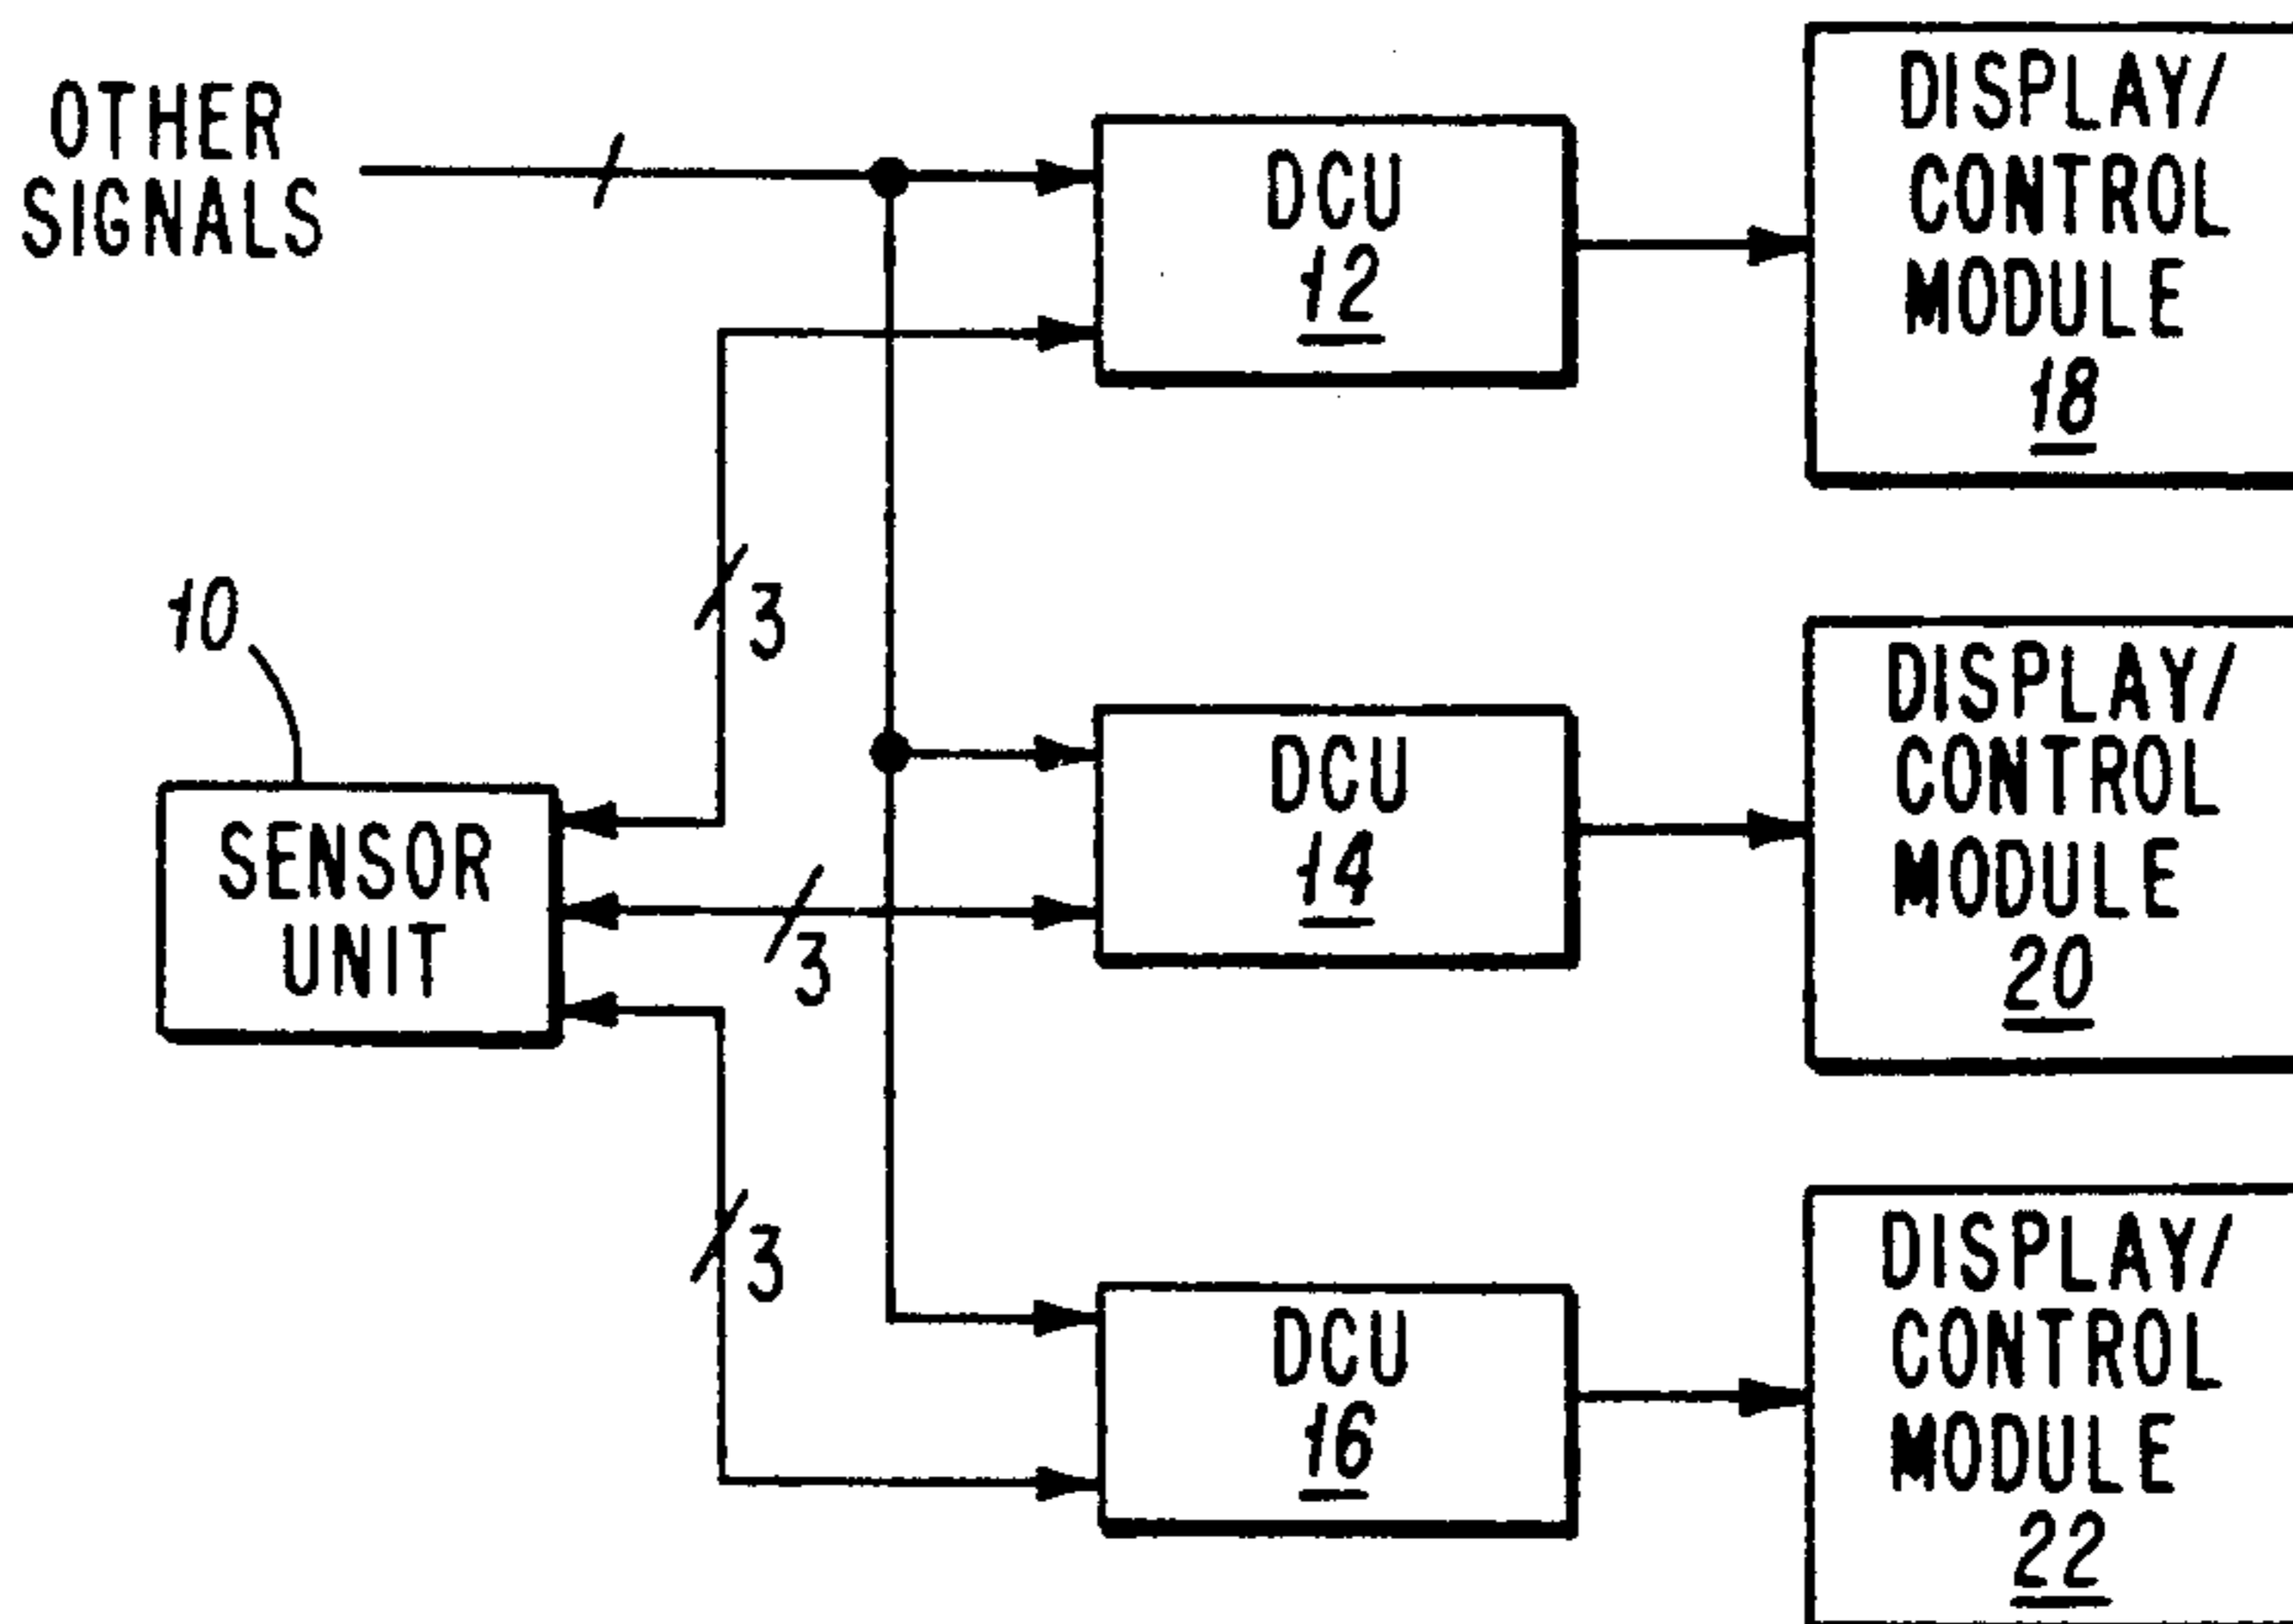 OTHER
SIGNALS
DCU
12
DISPLAY/
CONTROL
MODULE
18
3
10
SENSOR
UNIT
3
DCU
14
DISPLAY/
CONTROL
MODULE
20
3
DCU
16
DISPLAY/
CONTROL
MODULE
22